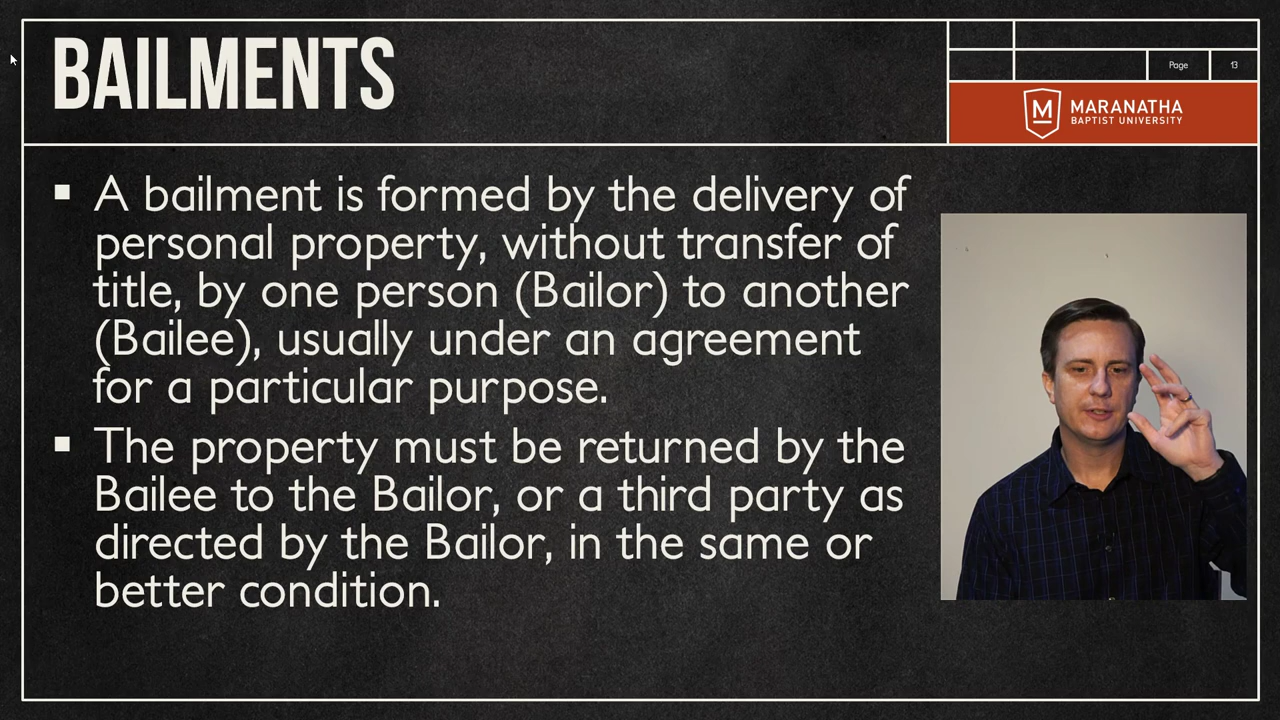 BAILMENTS
Page 13
M MARANATHA
BAPTIST UNIVERSITY
▪ A bailment is formed by the delivery of
personal property, without transfer of
title, by one person (Bailor) to another
(Bailee), usually under an agreement
for a particular purpose.
▪ The property must be returned by the
Bailee to the Bailor, or a third party as
directed by the Bailor, in the same or
better condition.